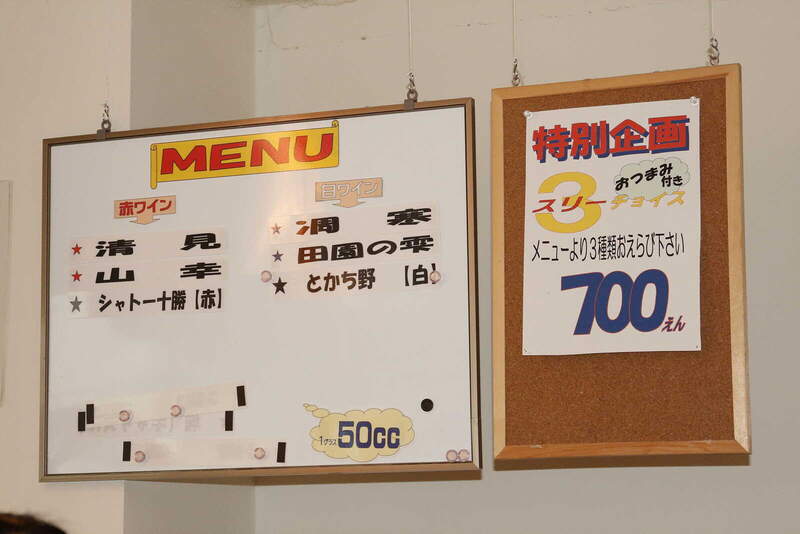 MENU
赤ワイン
★ 清見
★ 山幸
★ シャトー十勝【赤】
白ワイン
★ 凋寒
★ 田園の雫
★ とかち野【白】
1グラス 50cc
特別企画
3
スリーチョイス
おつまみ付き
メニューより3種類おえらび下さい
700えん